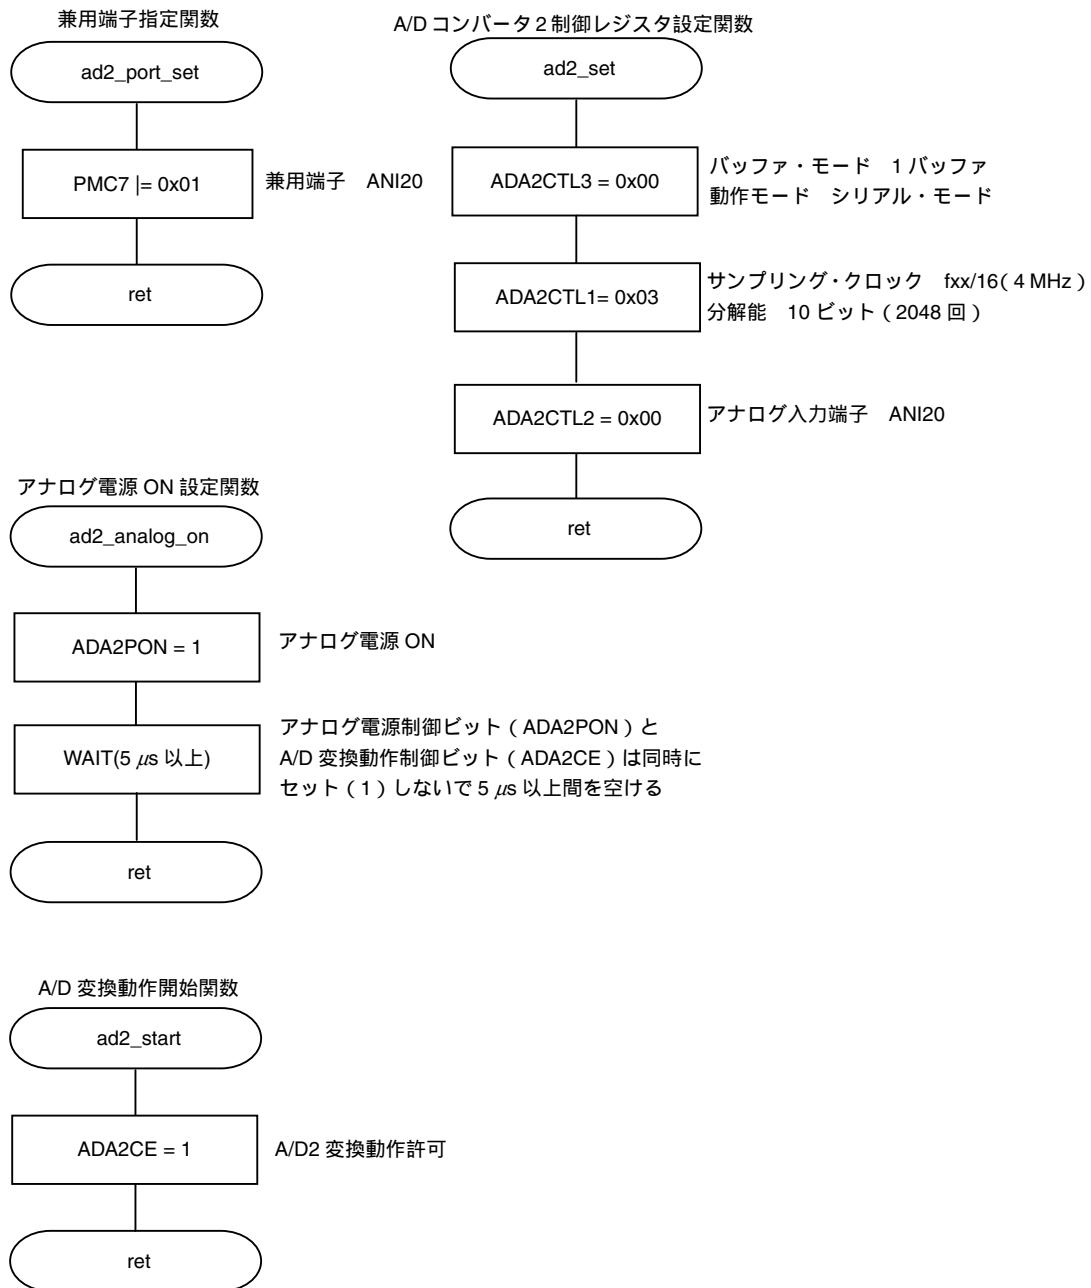 兼用端子指定関数
ad2_port_set
PMC7 |= 0x01
兼用端子　ANI20
ret
A/D コンバータ 2 制御レジスタ設定関数
ad2_set
ADA2CTL3 = 0x00
バッファ・モード　1 バッファ
動作モード　シリアル・モード
ADA2CTL1= 0x03
サンプリング・クロック　fxx/16( 4 MHz )
分解能　10 ビット ( 2048 回 )
ADA2CTL2 = 0x00
アナログ入力端子　ANI20
ret
アナログ電源 ON 設定関数
ad2_analog_on
ADA2PON = 1
アナログ電源 ON
WAIT(5 μs 以上)
アナログ電源制御ビット ( ADA2PON ) と
A/D 変換動作制御ビット ( ADA2CE ) は同時に
セット ( 1 ) しないで 5 μs 以上間を空ける
ret
A/D 変換動作開始関数
ad2_start
ADA2CE = 1
A/D2 変換動作許可
ret